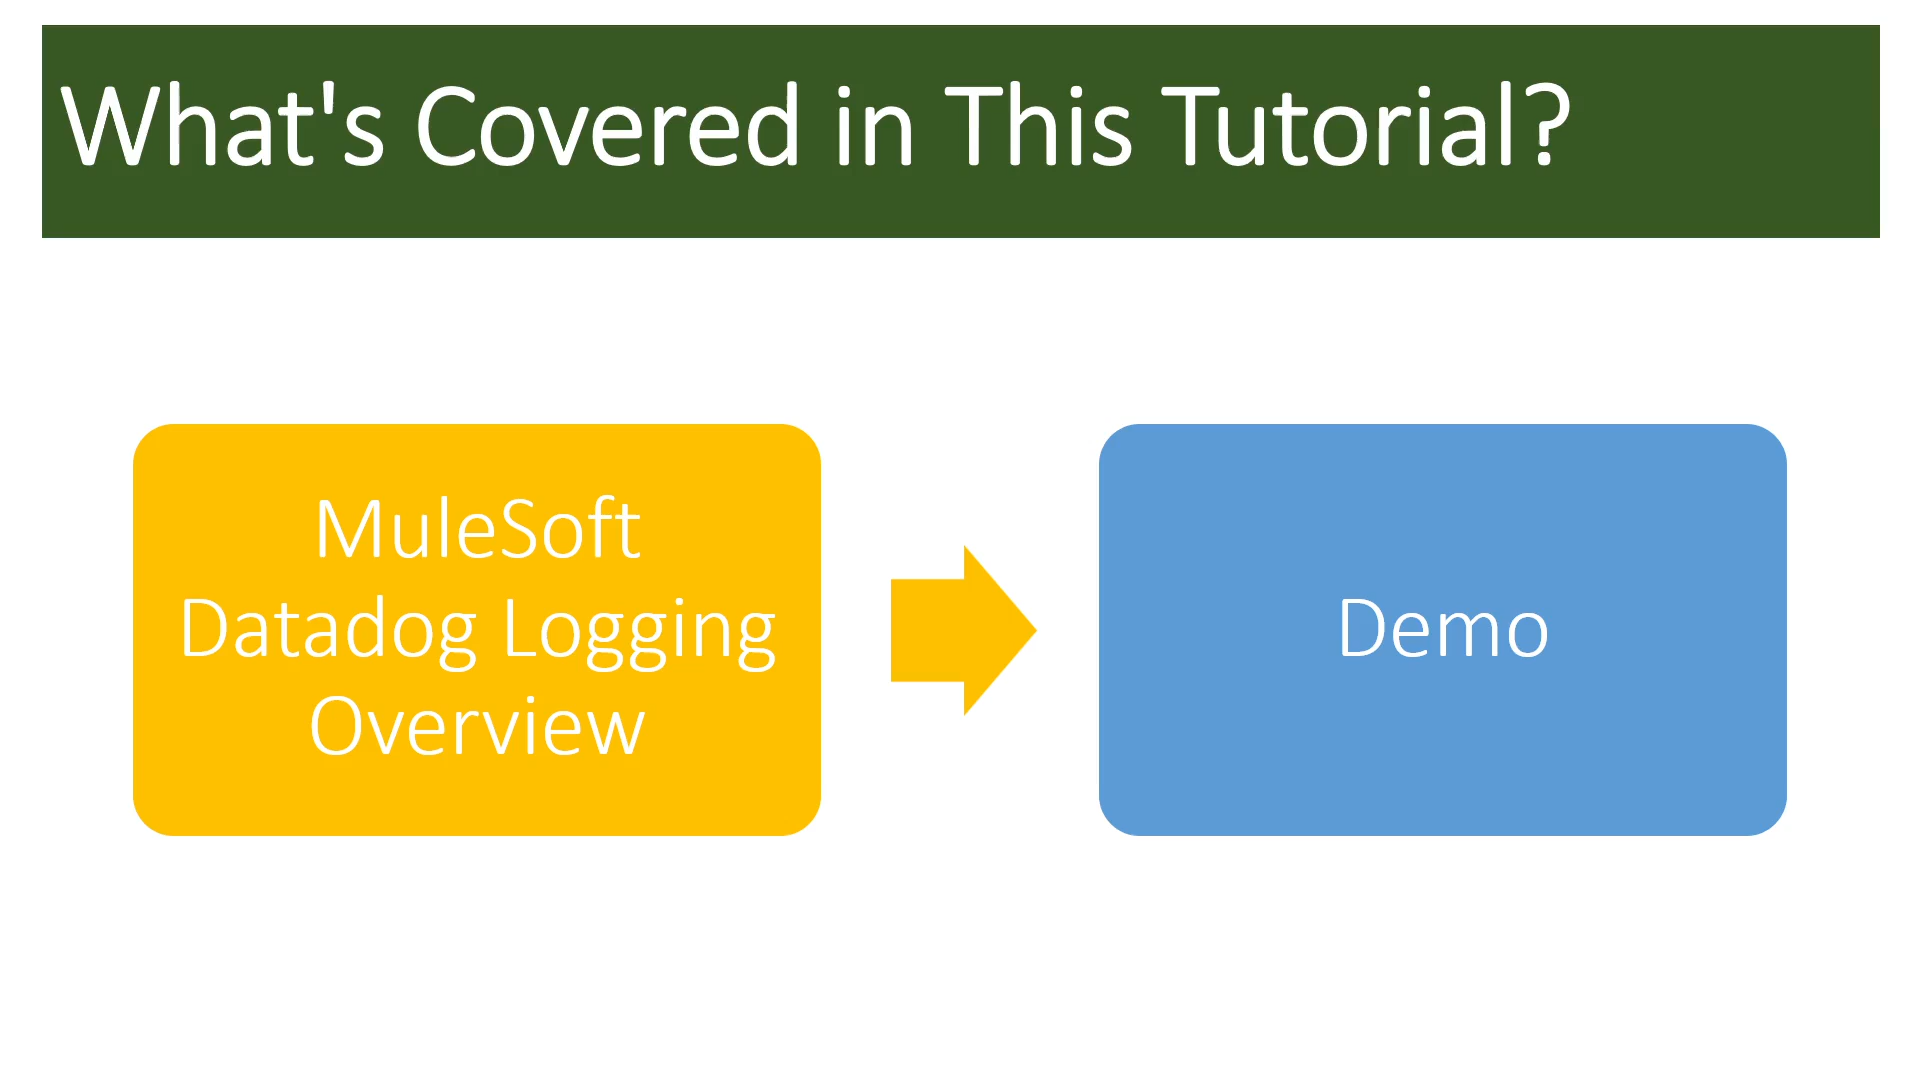 What's Covered in This Tutorial?
MuleSoft
Datadog Logging
Overview
Demo